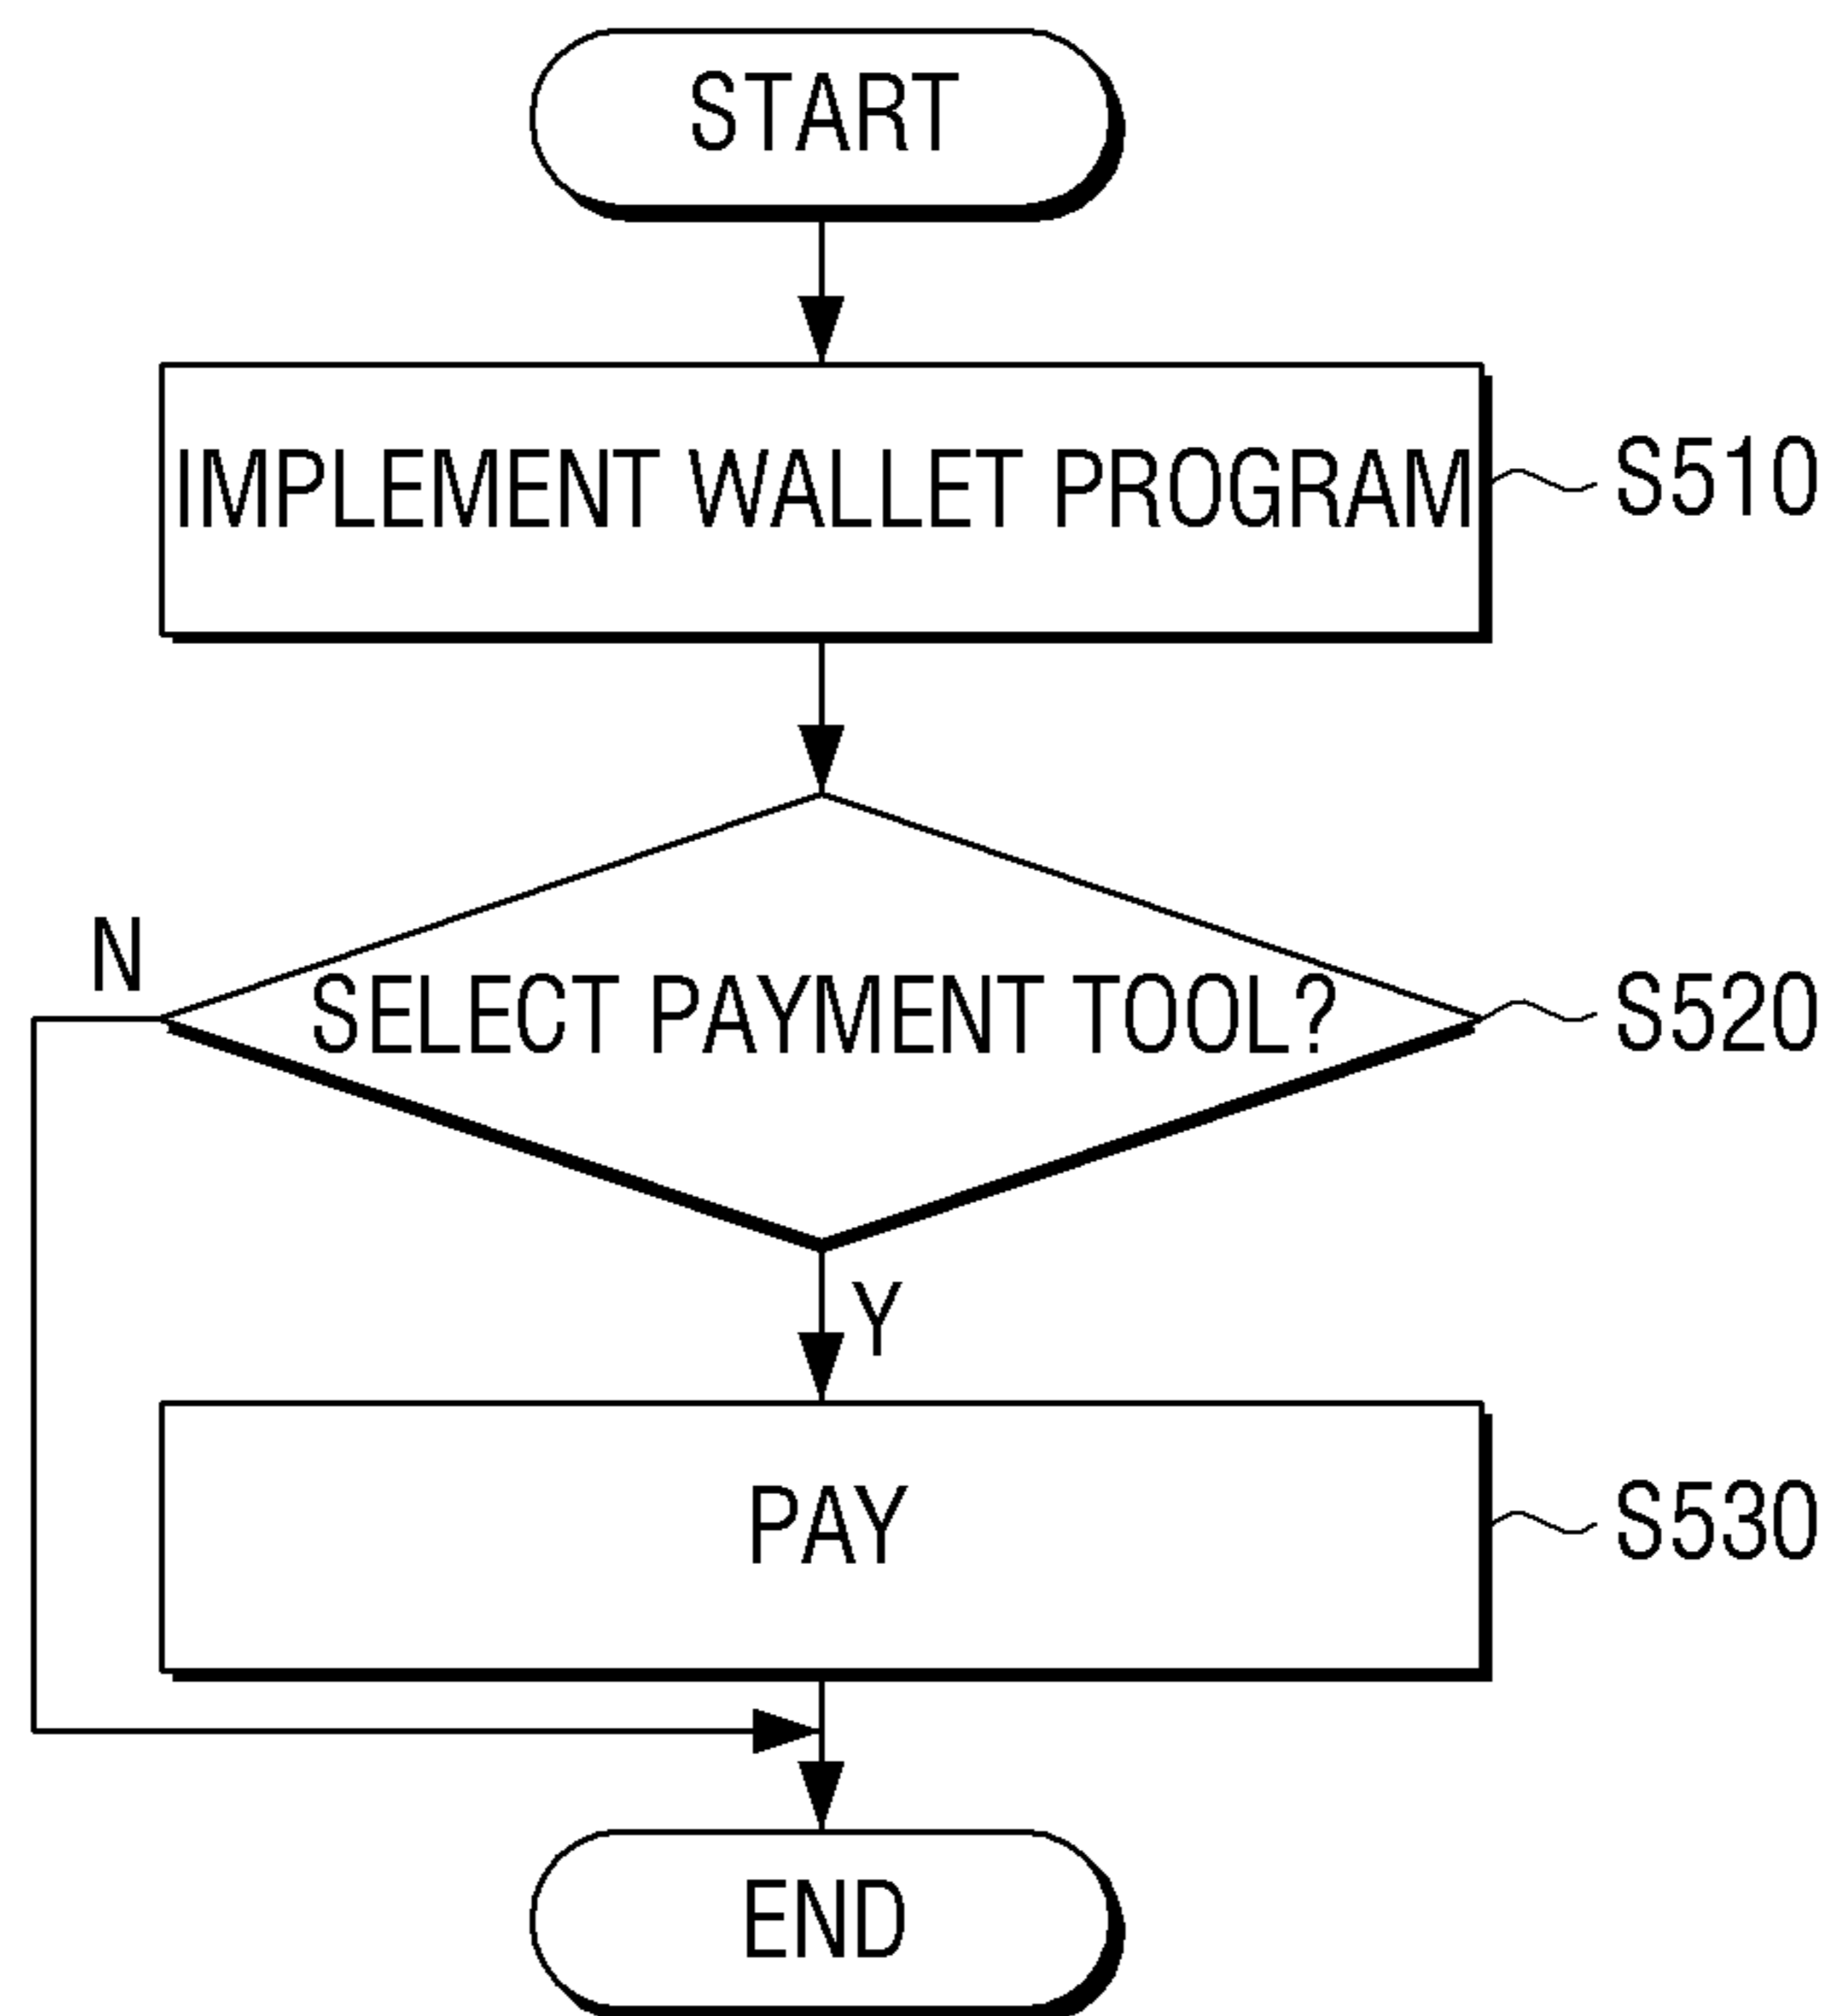 START
IMPLEMENT WALLET PROGRAM
S510
N
SELECT PAYMENT TOOL?
S520
Y
PAY
S530
END